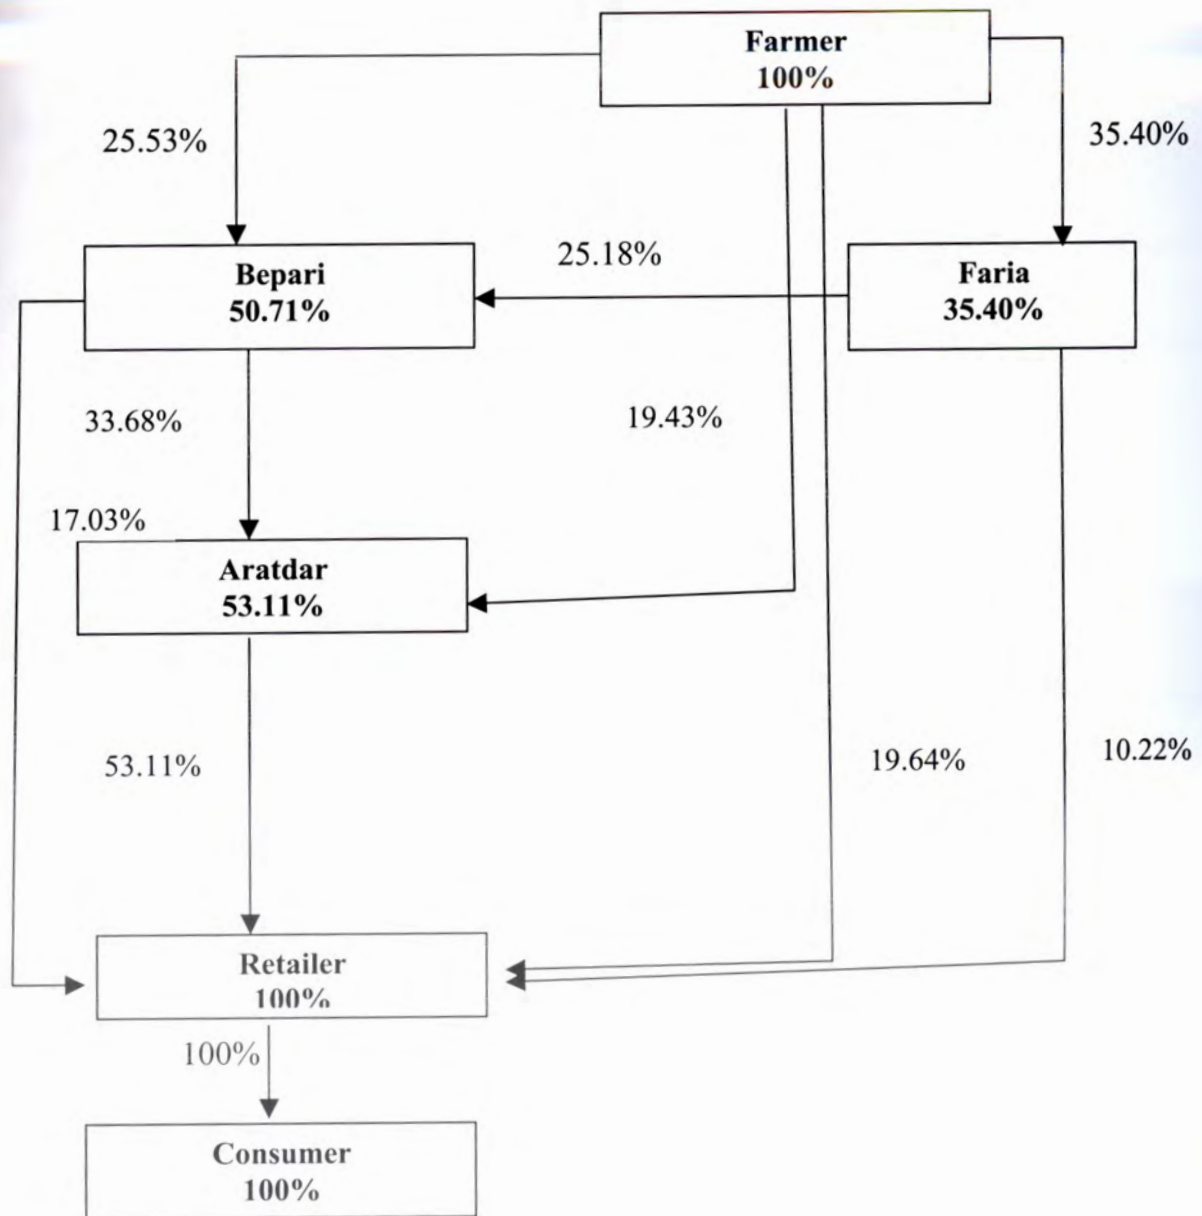 Farmer
100%
25.53%
35.40%
Bepari
50.71%
25.18%
Faria
35.40%
33.68%
19.43%
17.03%
Aratdar
53.11%
53.11%
19.64%
10.22%
Retailer
100%
100%
Consumer
100%